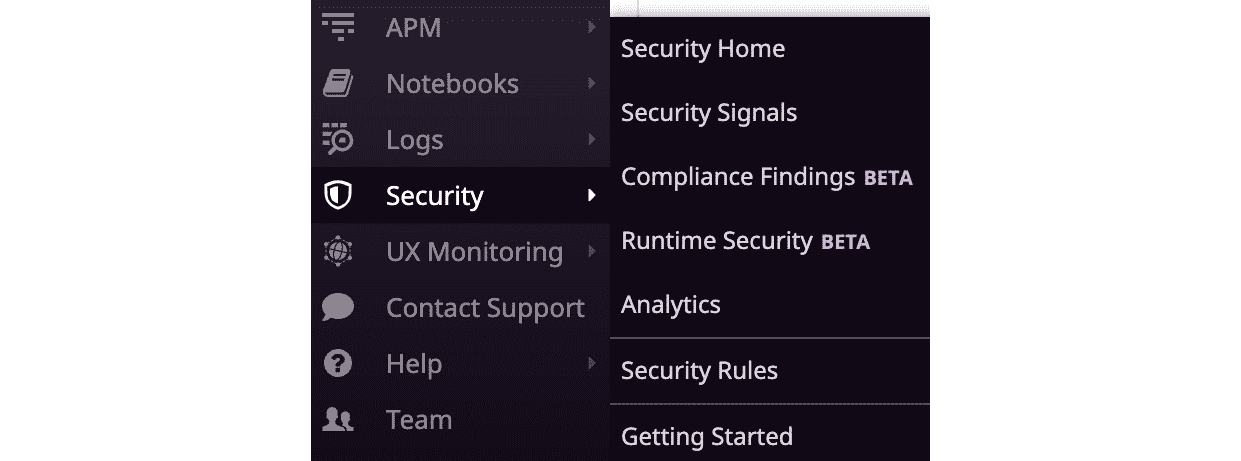 APM
Notebooks
Logs
Security
UX Monitoring
Contact Support
Help
Team
Security Home
Security Signals
Compliance Findings BETA
Runtime Security BETA
Analytics
Security Rules
Getting Started